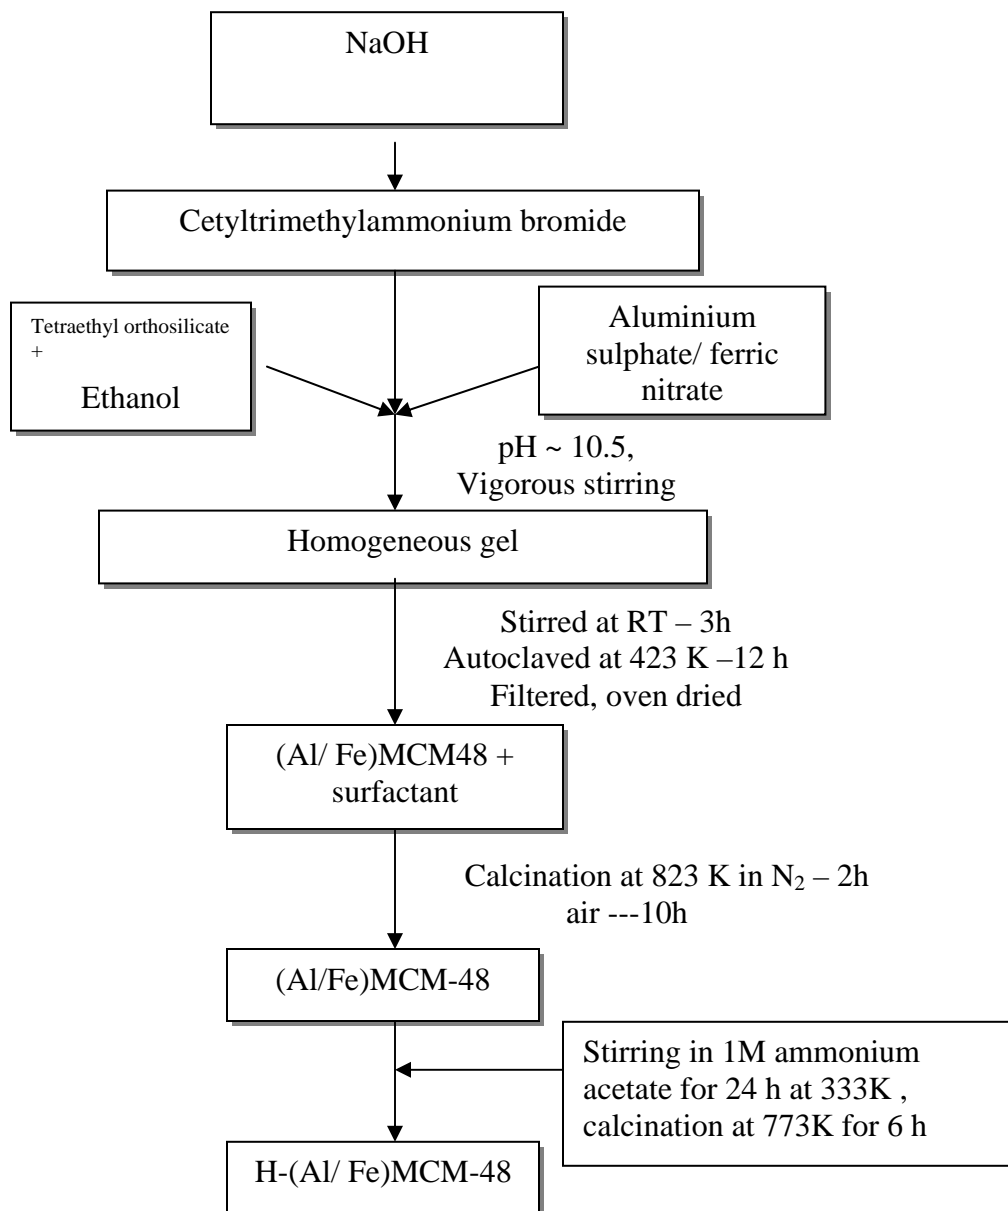 NaOH
Cetyltrimethylammonium bromide
Tetraethyl orthosilicate
+
Ethanol
Aluminium
sulphate/ ferric
nitrate
pH ~ 10.5,
Vigorous stirring
Homogeneous gel
Stirred at RT – 3h
Autoclaved at 423 K –12 h
Filtered, oven dried
(Al/ Fe)MCM48 +
surfactant
Calcination at 823 K in N₂ – 2h
air ---10h
(Al/Fe)MCM-48
Stirring in 1M ammonium
acetate for 24 h at 333K ,
calcination at 773K for 6 h
H-(Al/ Fe)MCM-48